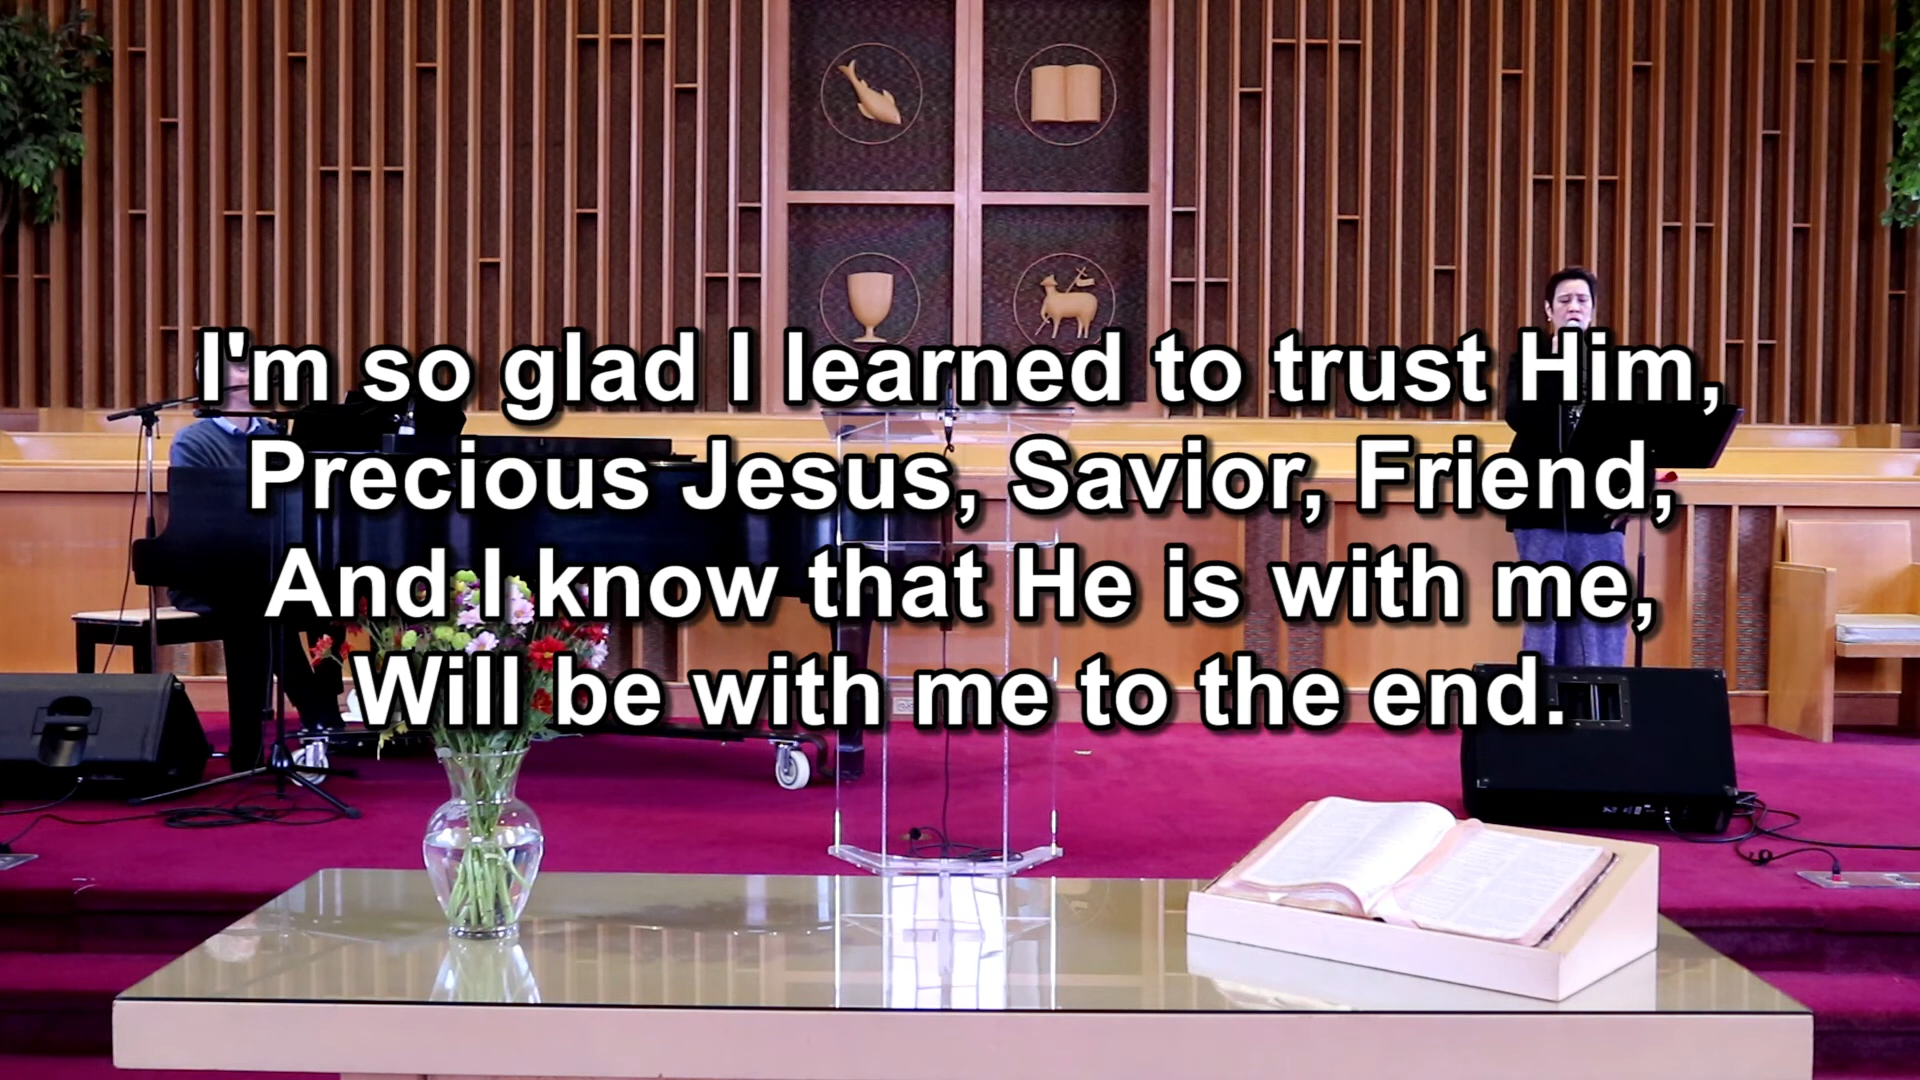 I'm so glad I learned to trust Him,
Precious Jesus, Savior, Friend,
And I know that He is with me,
Will be with me to the end.